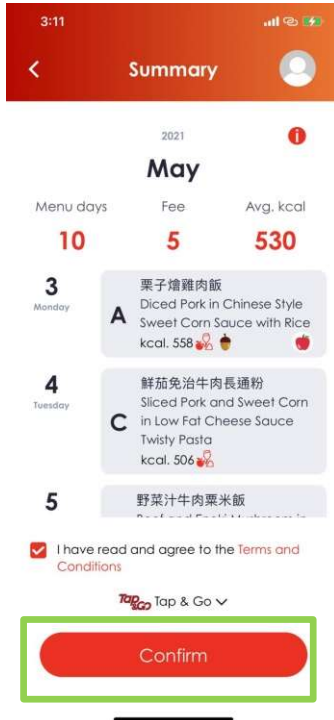 3:11
Summary
2021
May
Menu days Fee Avg. kcal
10 5 530
3
Monday
A
栗子燴雞肉飯
Diced Pork in Chinese Style
Sweet Corn Sauce with Rice
kcal. 558
4
Tuesday
C
鮮茄免治牛肉長通粉
Sliced Pork and Sweet Corn
in Low Fat Cheese Sauce
Twisty Pasta
kcal. 506
5
野菜汁牛肉粟米飯
I have read and agree to the Terms and
Conditions
Tap & Go Tap & Go
Confirm